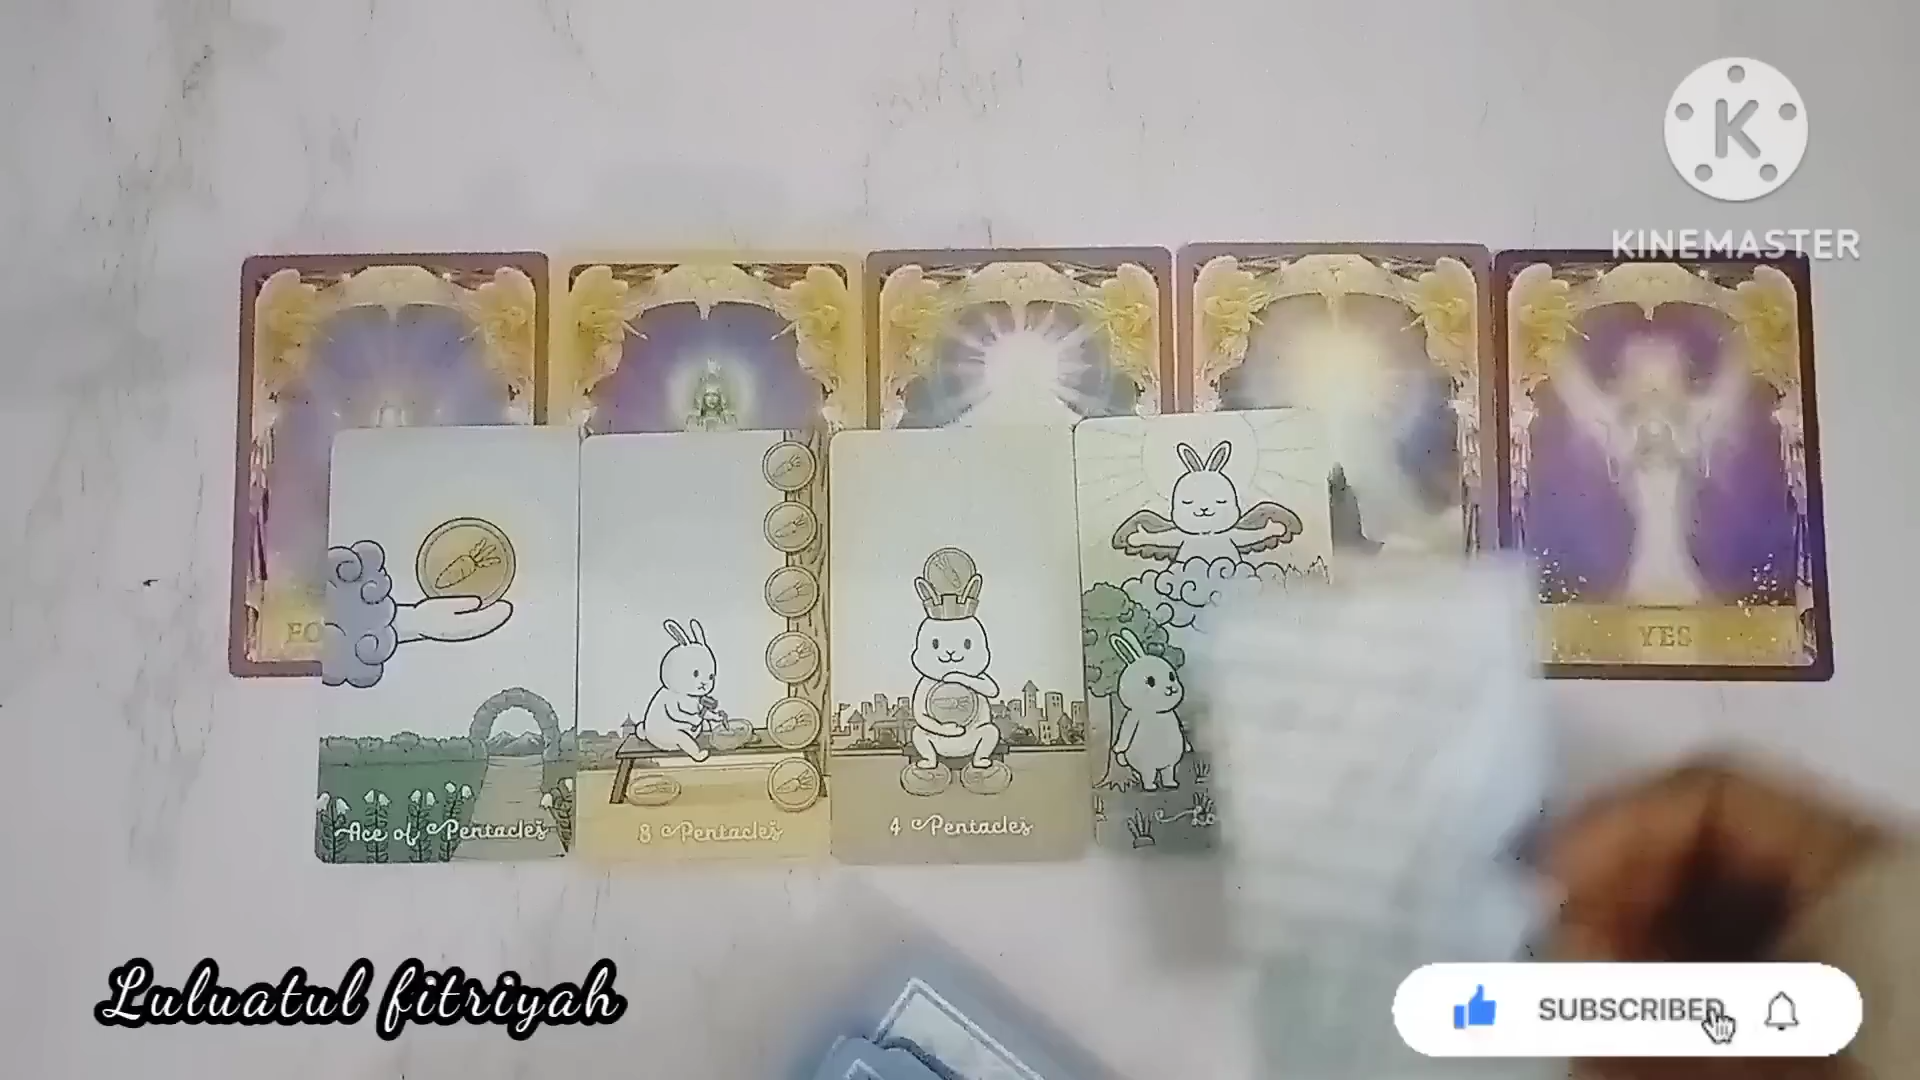 KINEMASTER
YES
Ace of Pentacles
8 Pentacles
4 Pentacles
Luluatul fitriyah
SUBSCRIBED